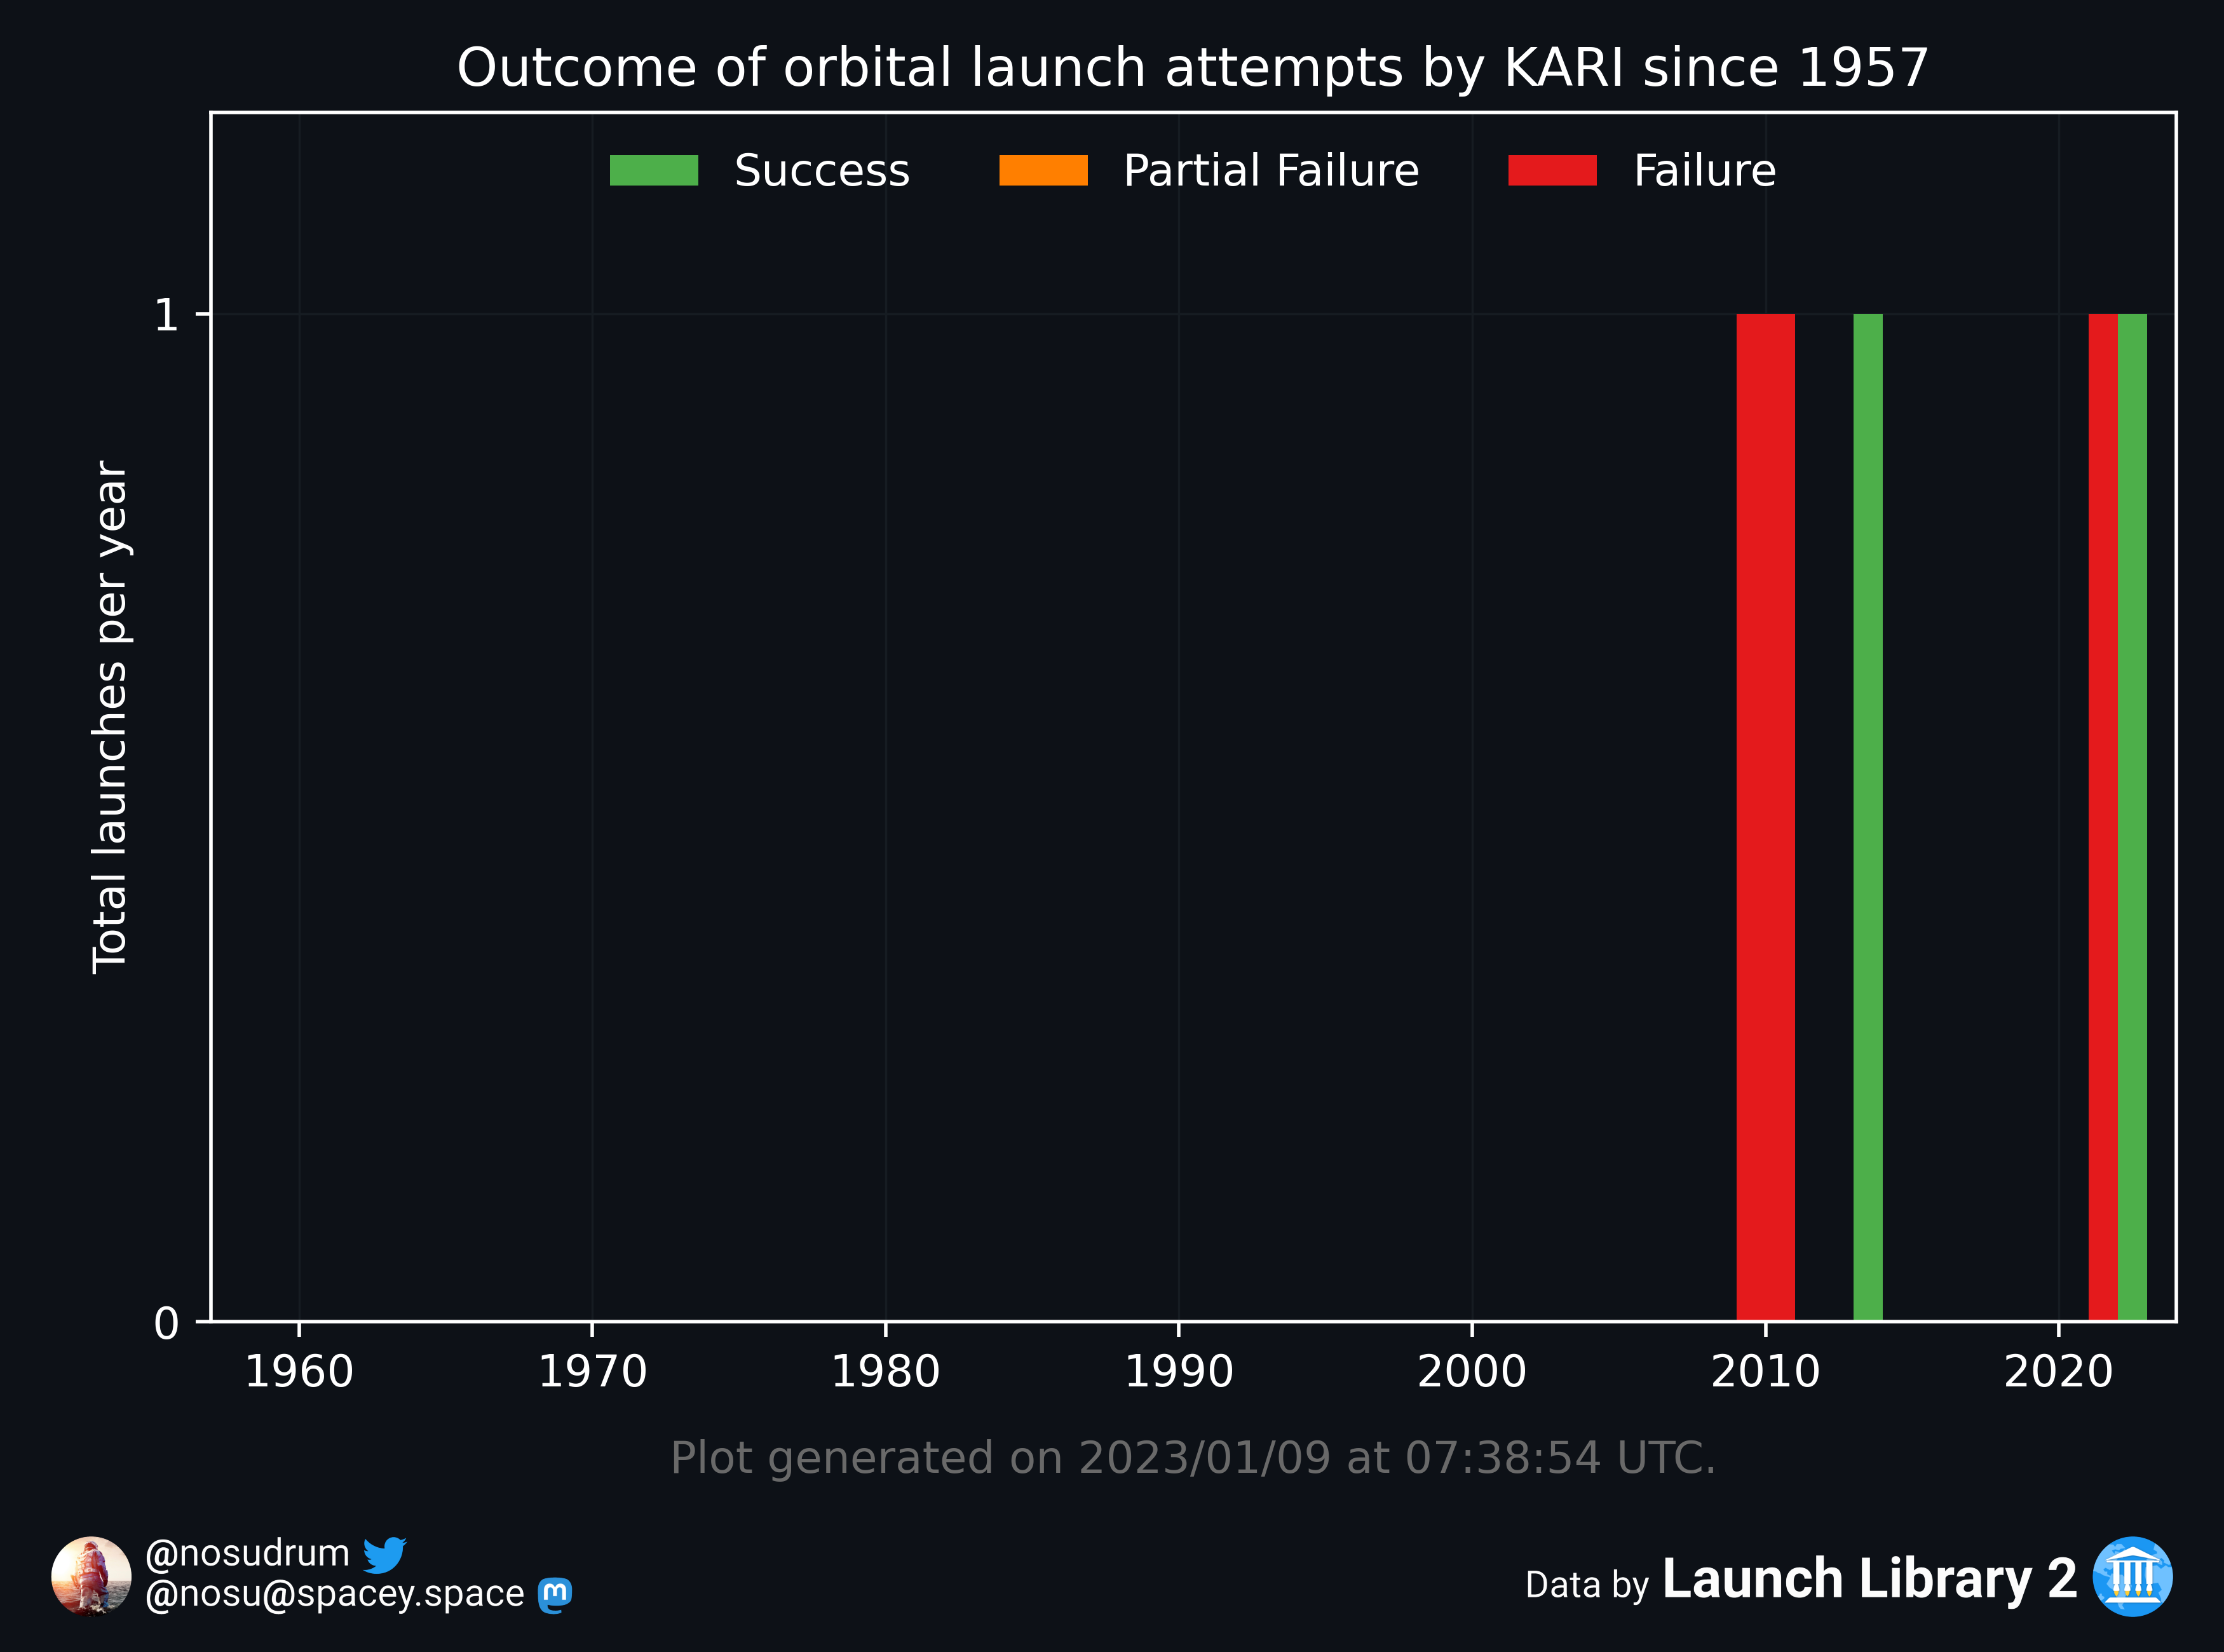 Outcome of orbital launch attempts by KARI since 1957
Success Partial Failure Failure
Total launches per year
1
0
1960 1970 1980 1990 2000 2010 2020
Plot generated on 2023/01/09 at 07:38:54 UTC.
@nosudrum
@nosu@spacey.space
Data by Launch Library 2